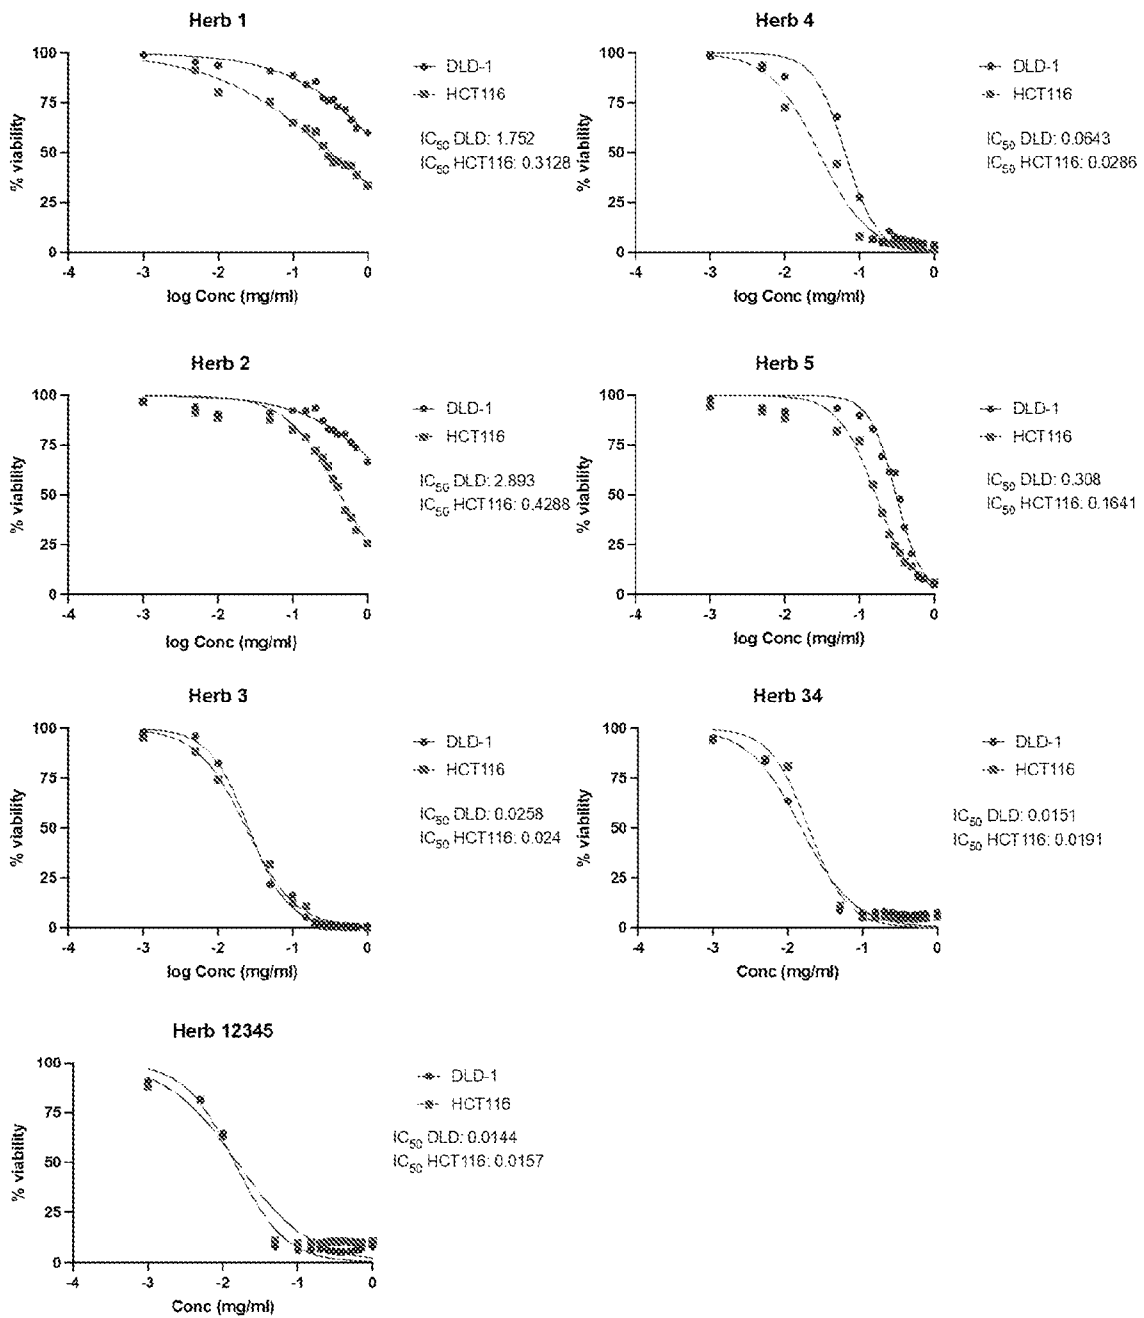 Herb 1
100
75
50
25
0
% viability
-4
-3
-2
-1
0
log Conc (mg/ml)
DLD-1
HCT116
IC50 DLD: 1.752
IC50 HCT116: 0.3128
Herb 4
100
75
50
25
0
% viability
-4
-3
-2
-1
0
log Conc (mg/ml)
DLD-1
HCT116
IC50 DLD: 0.0643
IC50 HCT116: 0.0286
Herb 2
100
75
50
25
0
% viability
-4
-3
-2
-1
0
log Conc (mg/ml)
DLD-1
HCT116
IC50 DLD: 2.893
IC50 HCT116: 0.4288
Herb 5
100
75
50
25
0
% viability
-4
-3
-2
-1
0
log Conc (mg/ml)
DLD-1
HCT116
IC50 DLD: 0.308
IC50 HCT116: 0.1641
Herb 3
100
75
50
25
0
% viability
-4
-3
-2
-1
0
log Conc (mg/ml)
DLD-1
HCT116
IC50 DLD: 0.0258
IC50 HCT116: 0.024
Herb 34
100
75
50
25
0
% viability
-4
-3
-2
-1
0
Conc (mg/ml)
DLD-1
HCT116
IC50 DLD: 0.0151
IC50 HCT116: 0.0191
Herb 12345
100
75
50
25
0
% viability
-4
-3
-2
-1
0
Conc (mg/ml)
DLD-1
HCT116
IC50 DLD: 0.0144
IC50 HCT116: 0.0157